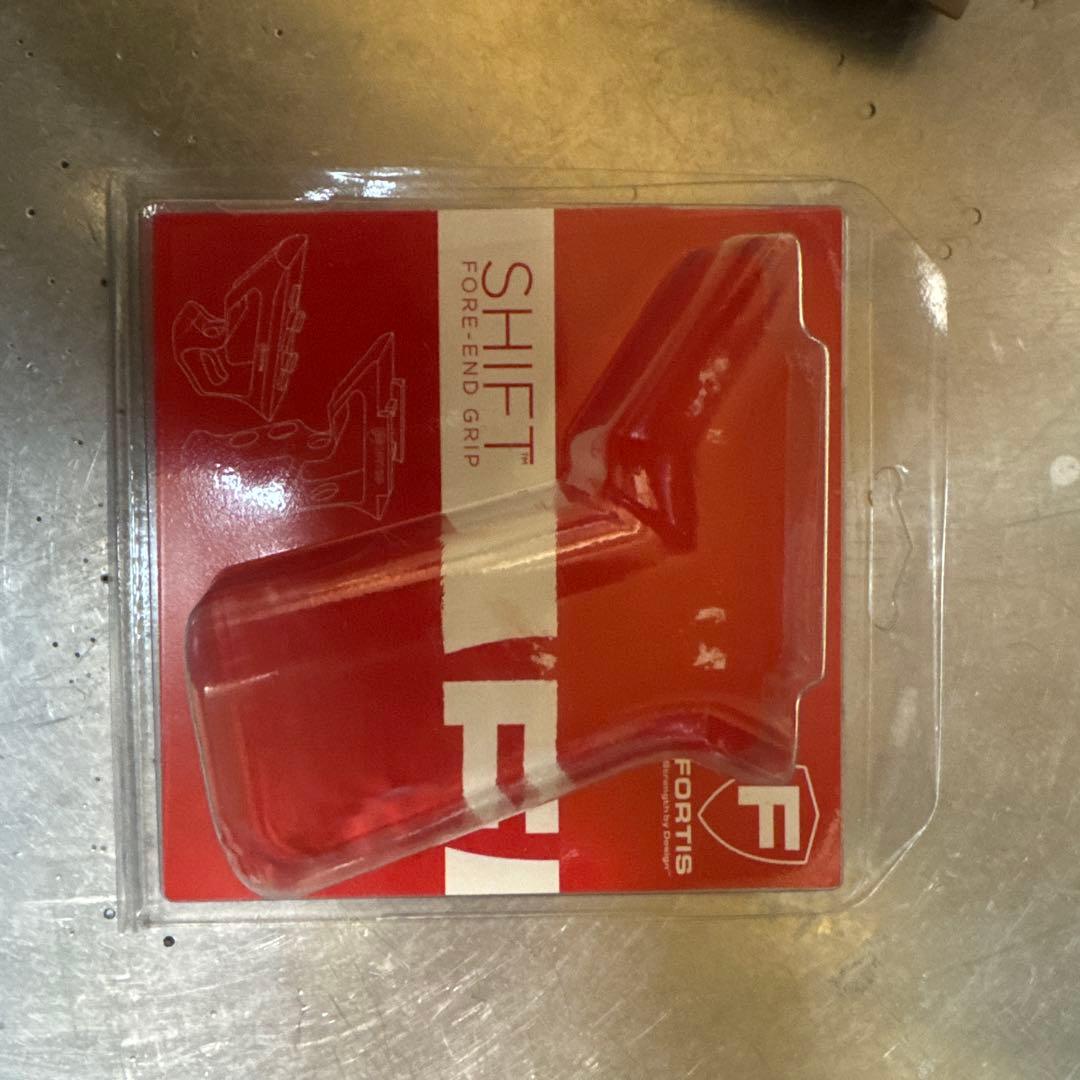 SHIFT™
FORE-END GRIP
F
F
FORTIS
Strength by Design™